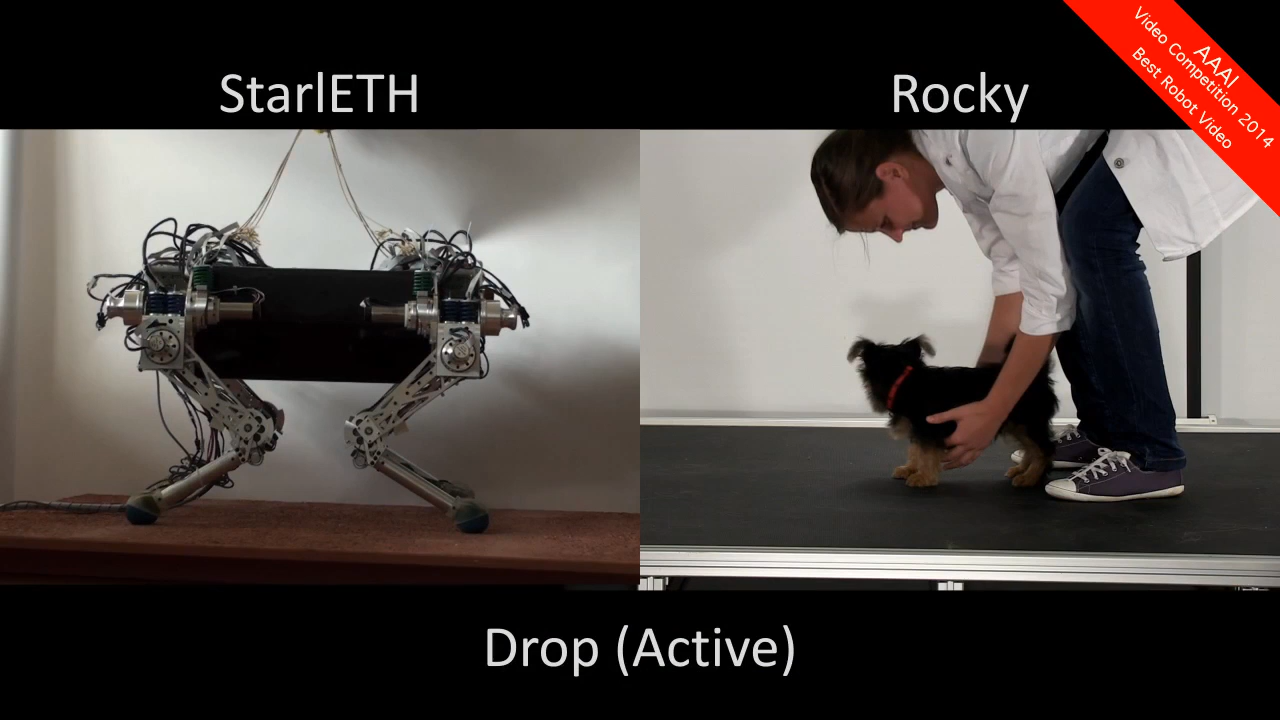 StarlETH
Rocky
AAAI
Video Competition 2014
Best Robot Video
Drop (Active)